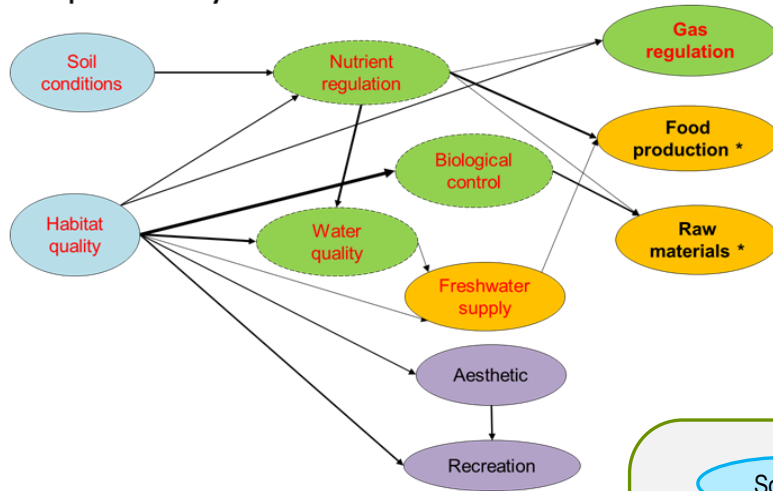 Soil
conditions
Nutrient
regulation
Gas
regulation
Food
production *
Biological
control
Habitat
quality
Water
quality
Raw
materials *
Freshwater
supply
Aesthetic
Recreation